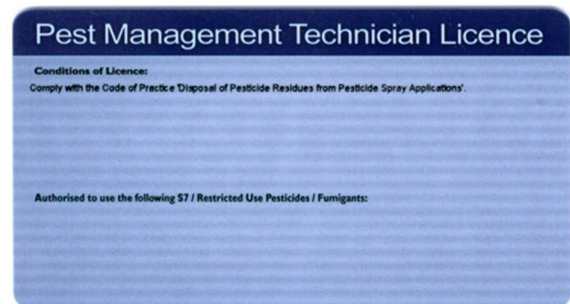 Pest Management Technician Licence
Conditions of Licence:
Comply with the Code of Practice 'Disposal of Pesticide Residues from Pesticide Spray Applications'.
Authorised to use the following S7 / Restricted Use Pesticides / Fumigants: